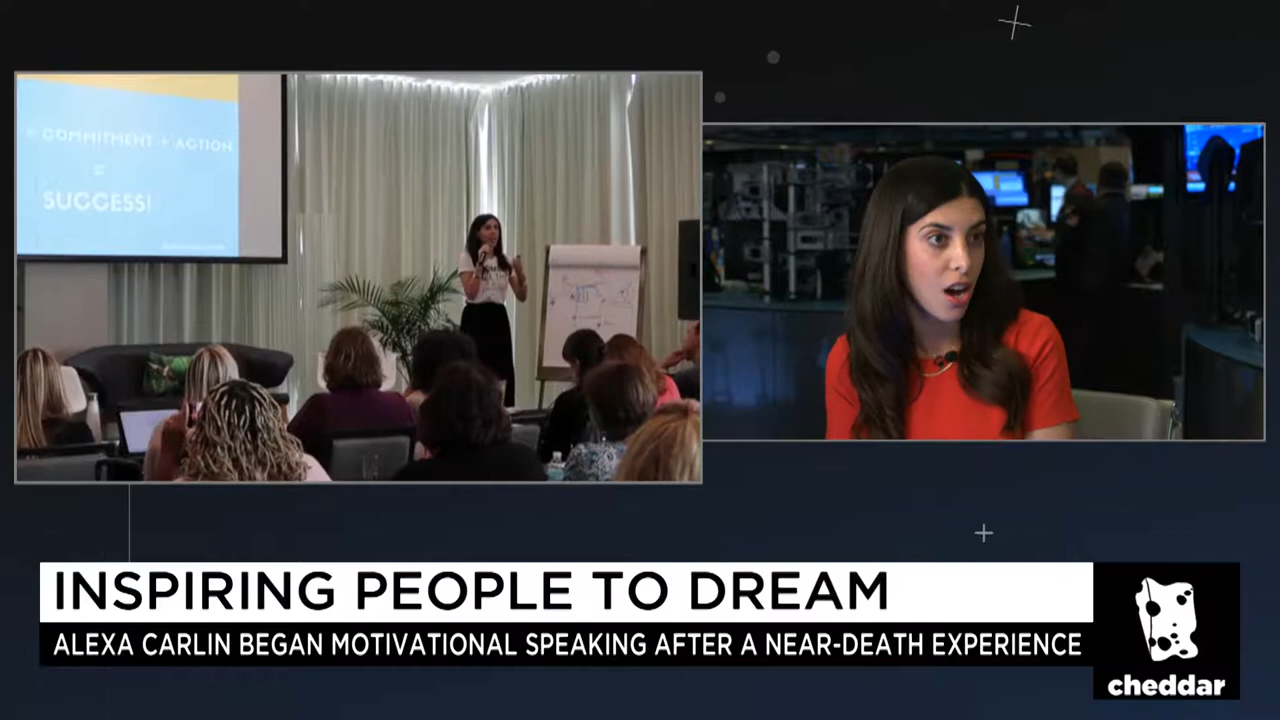 + COMMITMENT + ACTION
=
SUCCESS!
INSPIRING PEOPLE TO DREAM
ALEXA CARLIN BEGAN MOTIVATIONAL SPEAKING AFTER A NEAR-DEATH EXPERIENCE
cheddar